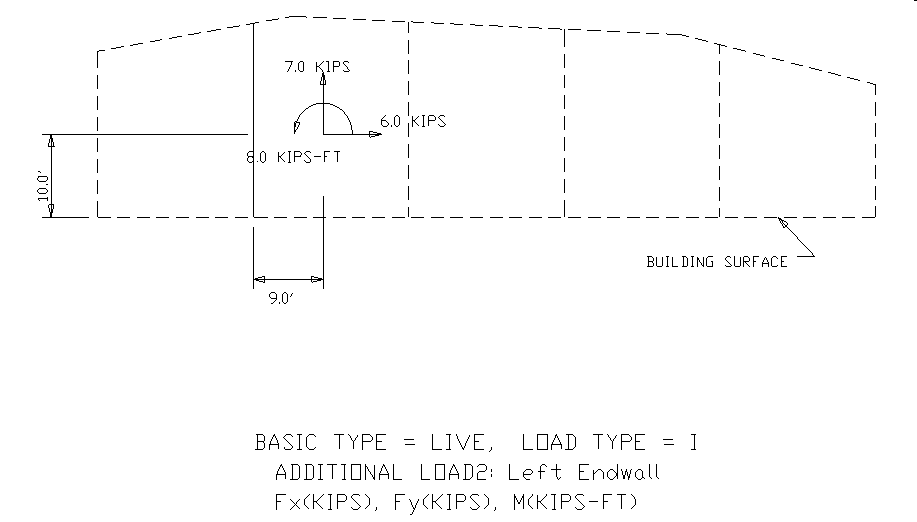 7.0 KIPS
6.0 KIPS
8.0 KIPS-FT
10.0'
BUILDING SURFACE
9.0'
BASIC TYPE = LIVE, LOAD TYPE = I
ADDITIONAL LOAD2: Left Endwall
Fx(KIPS), Fy(KIPS), M(KIPS-FT)